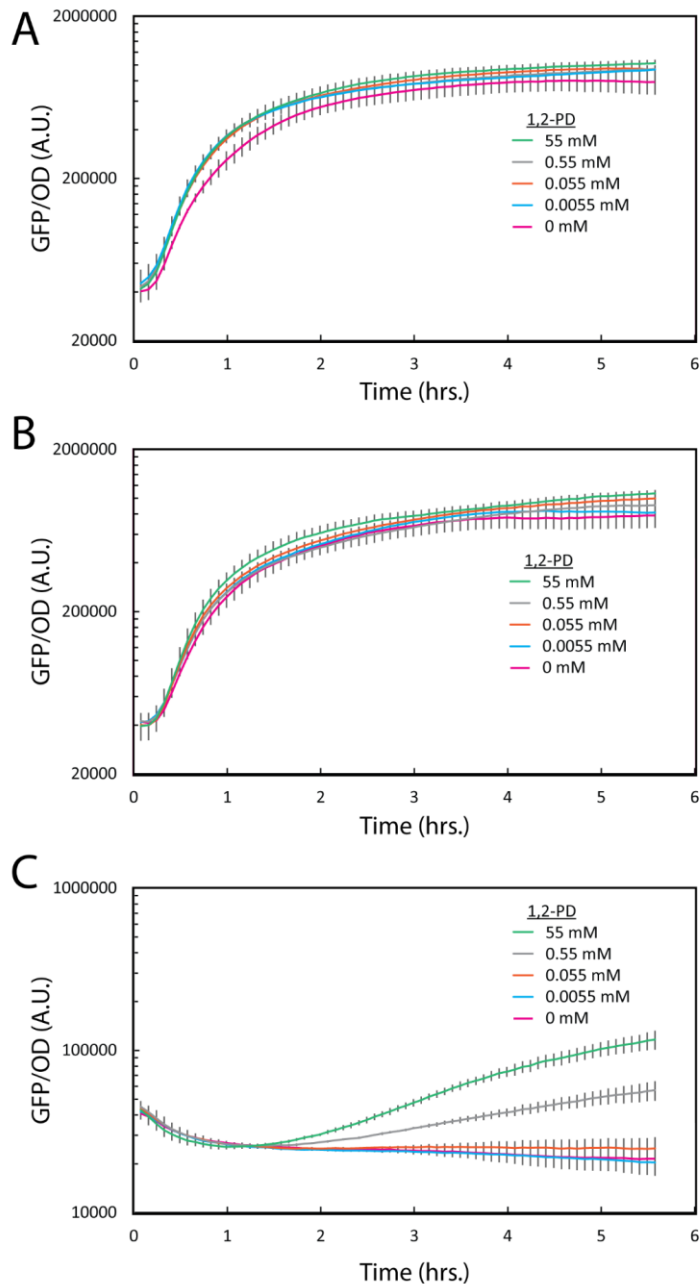 A
2000000
200000
20000
GFP/OD (A.U.)
1,2-PD
55 mM
0.55 mM
0.055 mM
0.0055 mM
0 mM
0 1 2 3 4 5 6
Time (hrs.)
B
2000000
200000
20000
GFP/OD (A.U.)
1,2-PD
55 mM
0.55 mM
0.055 mM
0.0055 mM
0 mM
0 1 2 3 4 5 6
Time (hrs.)
C
1000000
100000
10000
GFP/OD (A.U.)
1,2-PD
55 mM
0.55 mM
0.055 mM
0.0055 mM
0 mM
0 1 2 3 4 5 6
Time (hrs.)